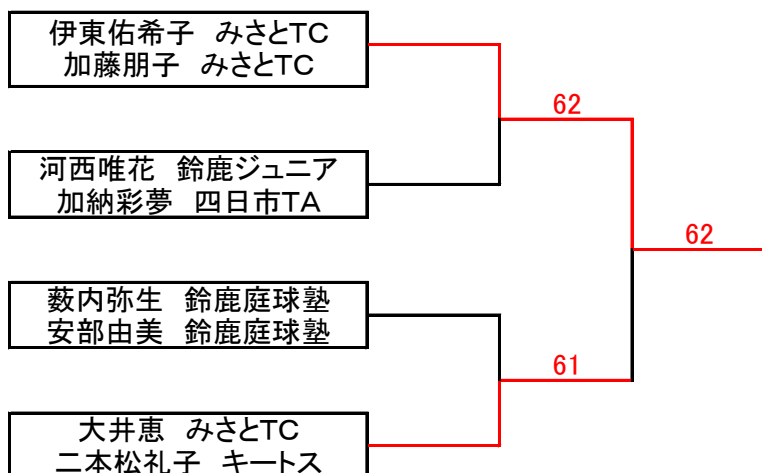 伊東佑希子　みさとTC
加藤朋子　みさとTC
62
河西唯花　鈴鹿ジュニア
加納彩夢　四日市TA
62
薮内弥生　鈴鹿庭球塾
安部由美　鈴鹿庭球塾
61
大井恵　みさとTC
二本松礼子　キートス